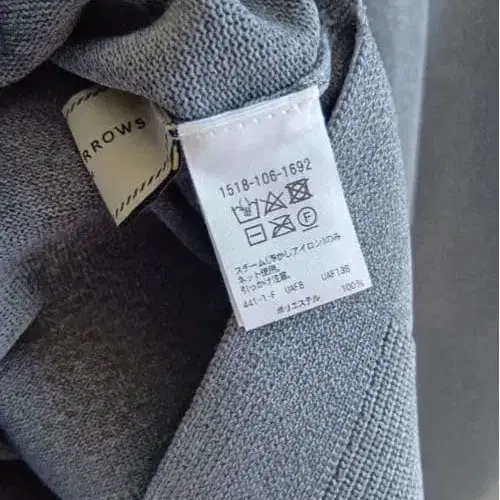 RROWS
1518-106-1692
F
スチーム(浮かしアイロン)のみ
ネット使用。
引っかけ注意。
441-1-F UAF8 UAF135
ポリエステル 100%